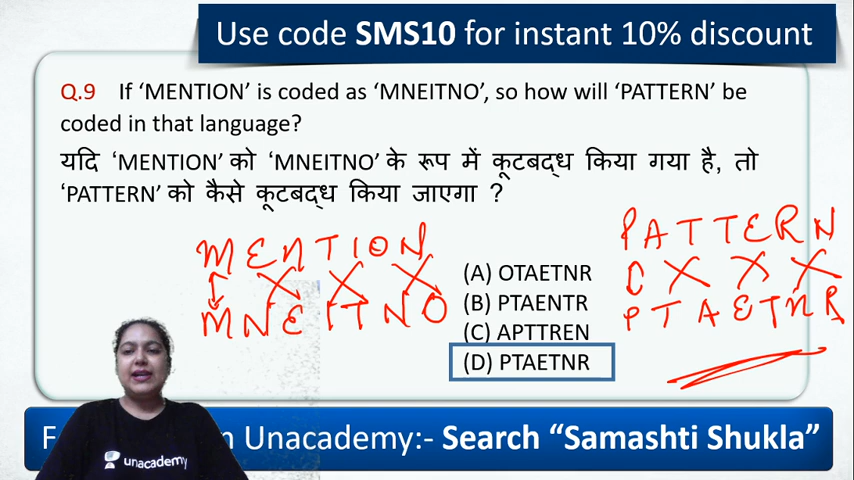 Use code SMS10 for instant 10% discount
Q.9 If ‘MENTION’ is coded as ‘MNEITNO’, so how will ‘PATTERN’ be
coded in that language?
यदि ‘MENTION’ को ‘MNEITNO’ के रूप में कूटबद्ध किया गया है, तो
‘PATTERN’ को कैसे कूटबद्ध किया जाएगा ?
MENTION
MNEITNO
(A) OTAETNR
(B) PTAENTR
(C) APTTREN
(D) PTAETNR
PATTERN
PTAETNR
unacademy
F
n Unacademy:- Search “Samashti Shukla”